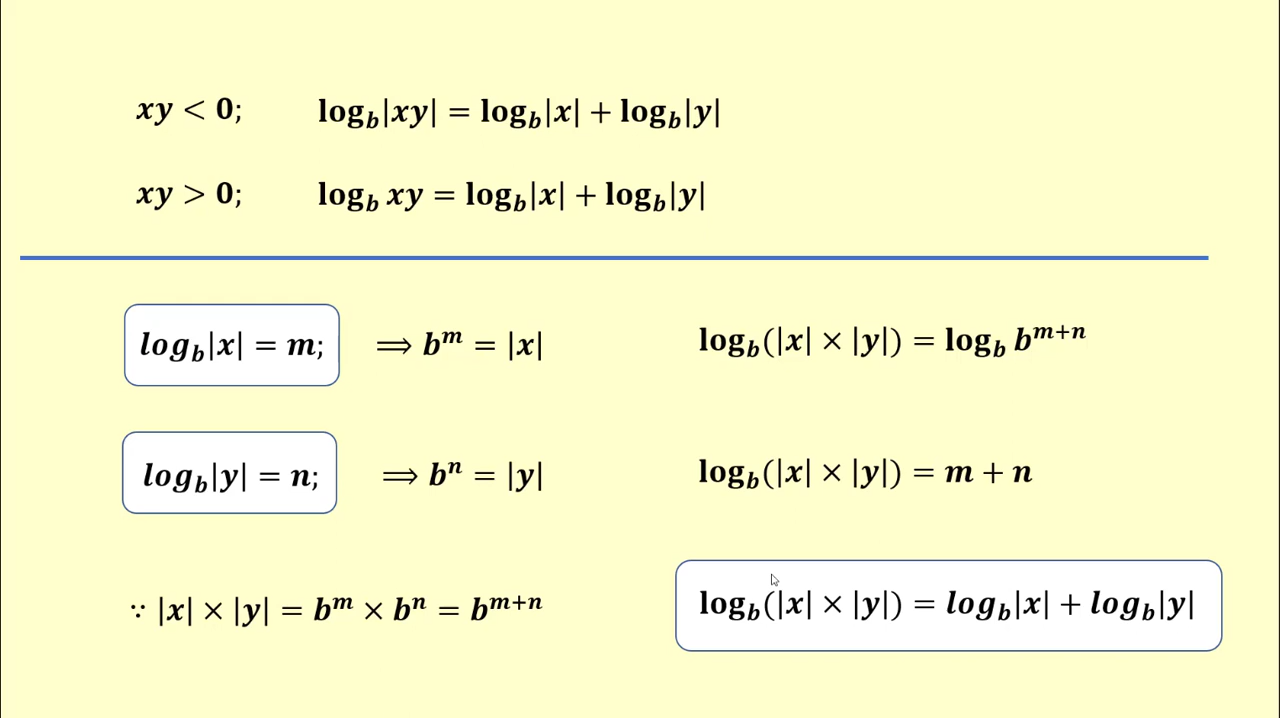 xy < 0; log_b|xy| = log_b|x| + log_b|y|
xy > 0; log_b xy = log_b|x| + log_b|y|
log_b|x| = m; ⟹ b^m = |x|
log_b|y| = n; ⟹ b^n = |y|
∵ |x| × |y| = b^m × b^n = b^{m+n}
log_b(|x| × |y|) = log_b b^{m+n}
log_b(|x| × |y|) = m + n
log_b(|x| × |y|) = log_b|x| + log_b|y|